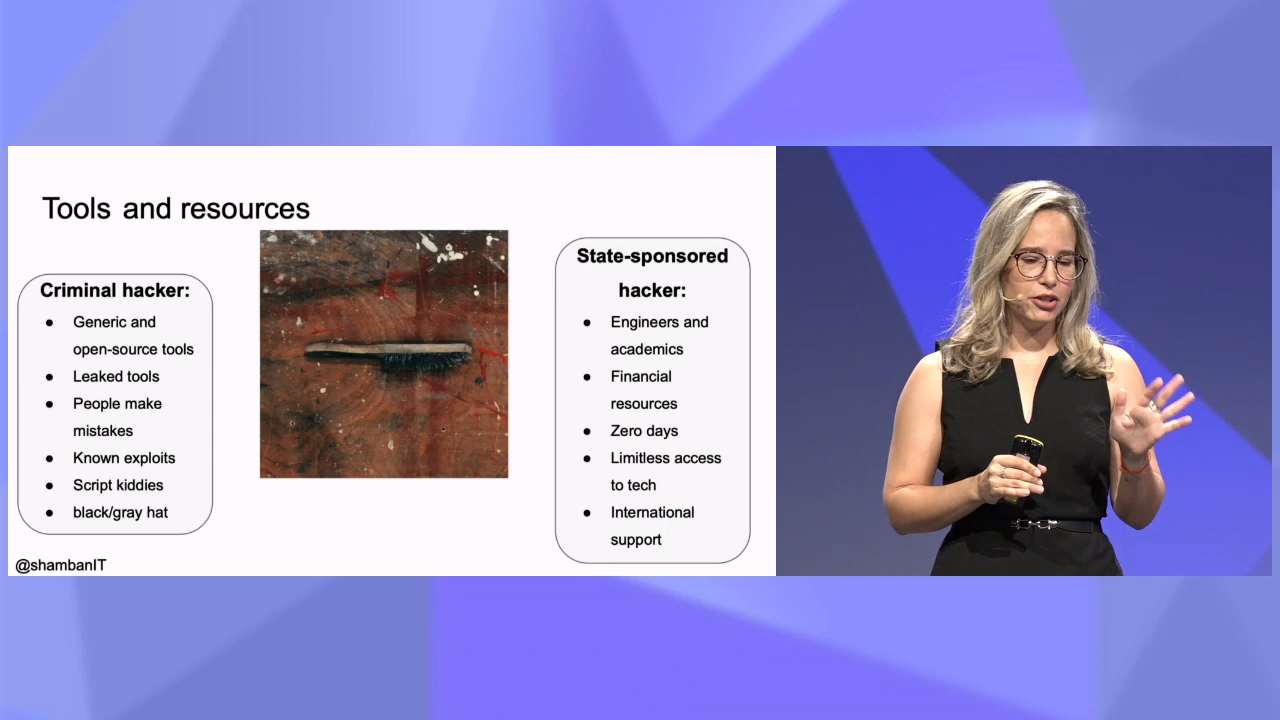 Tools and resources
Criminal hacker:
● Generic and
open-source tools
● Leaked tools
● People make
mistakes
● Known exploits
● Script kiddies
● black/gray hat
State-sponsored
hacker:
● Engineers and
academics
● Financial
resources
● Zero days
● Limitless access
to tech
● International
support
@shambanIT